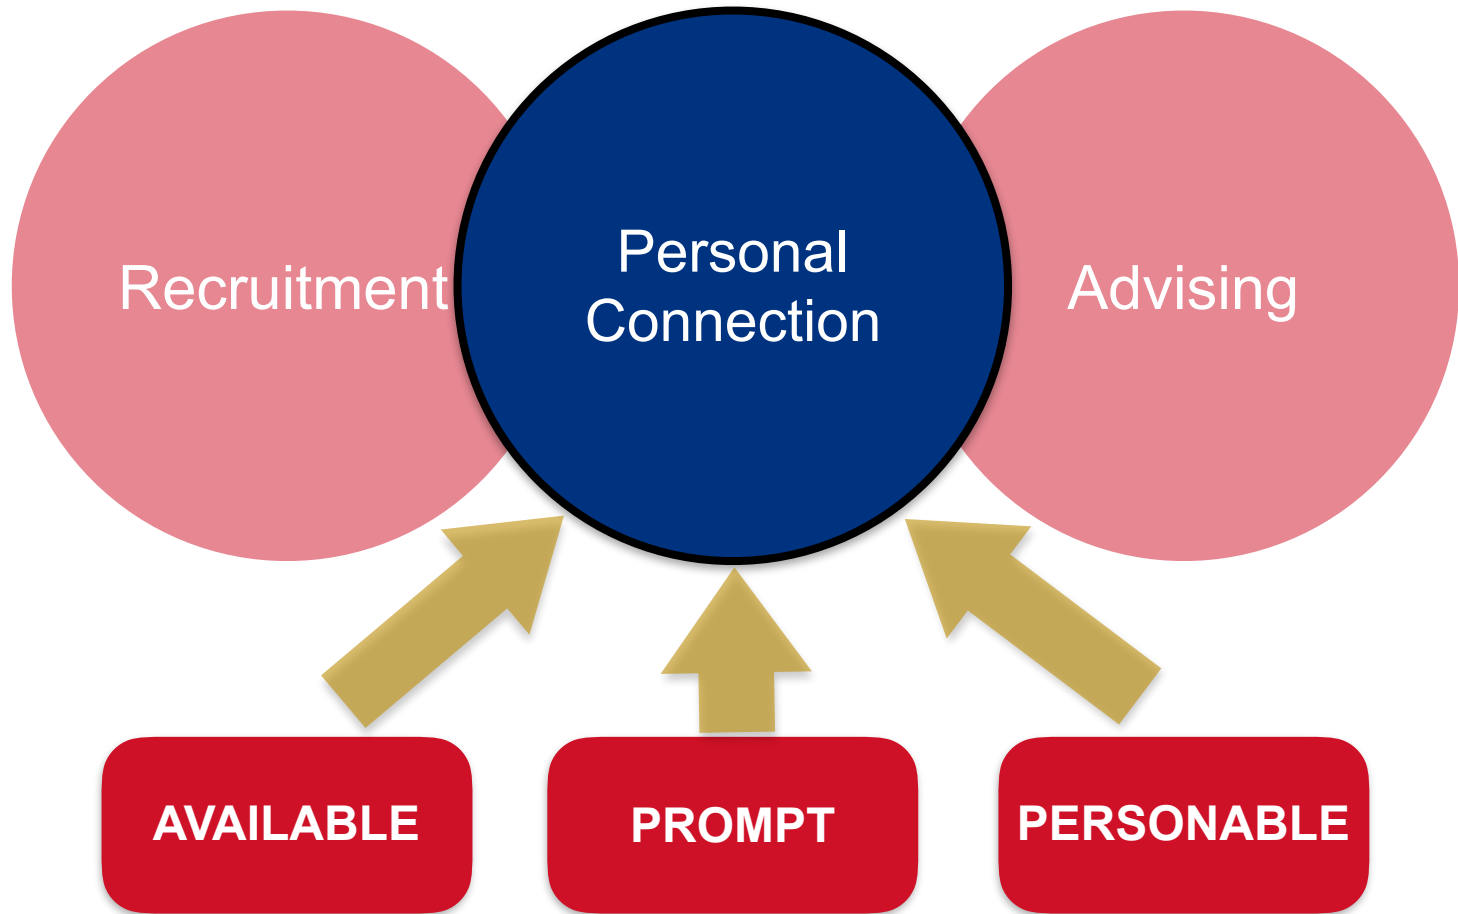 Recruitment
Personal
Connection
Advising
AVAILABLE
PROMPT
PERSONABLE